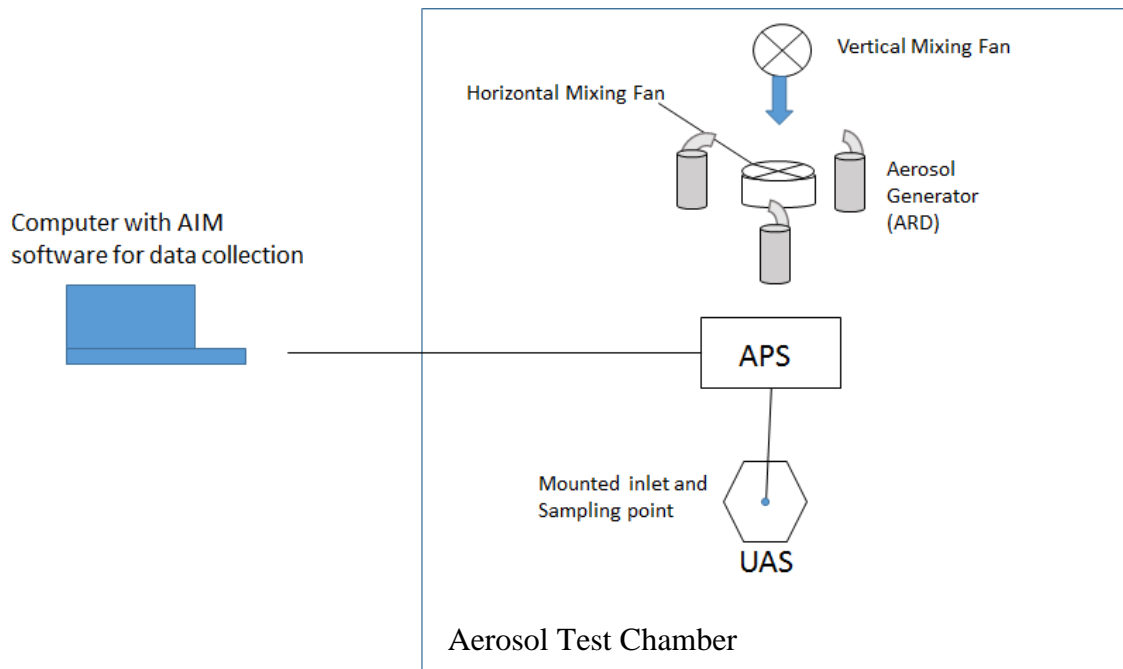 Vertical Mixing Fan
Horizontal Mixing Fan
Aerosol
Generator
(ARD)
Computer with AIM
software for data collection
APS
Mounted inlet and
Sampling point
UAS
Aerosol Test Chamber